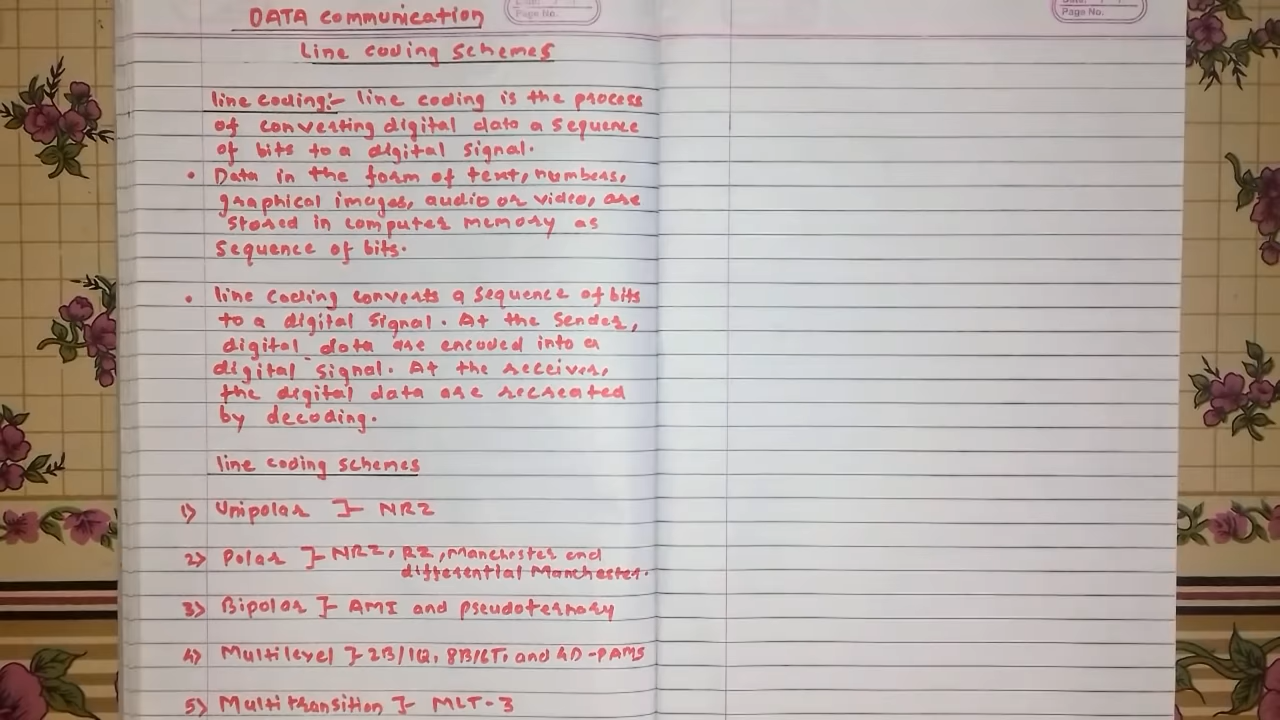 DATA communication
Page No.
Page No.
Line coding schemes
line coding:- line coding is the process
of converting digital data a sequence
of bits to a digital signal.
• Data in the form of text, numbers,
graphical images, audio or video, are
stored in computer memory as
sequence of bits.
• line coding converts a sequence of bits
to a digital signal. At the sender,
digital data are encoded into a
digital signal. At the receiver,
the digital data are recreated
by decoding.
line coding schemes
1) Unipolar }- NRZ
2) Polar }- NRZ, RZ, Manchester and
differential Manchester.
3) Bipolar }- AMI and pseudoternary
4) Multilevel }- 2B/1Q, 8B/6T, and 4D-PAM5
5) Multitransition }- MLT-3